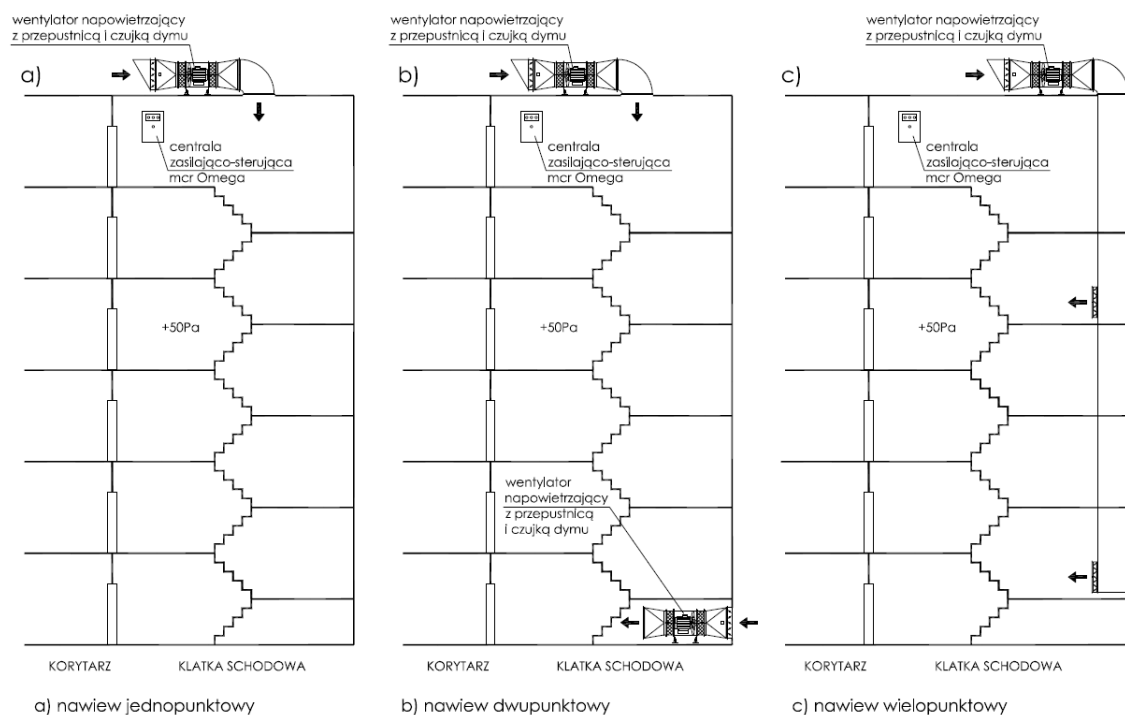 wentylator napowietrzający
z przepustnicą i czujką dymu
a)
centrala
zasilająco-sterująca
mcr Omega
+50Pa
KORYTARZ
KLATKA SCHODOWA
a) nawiew jednopunktowy
wentylator napowietrzający
z przepustnicą i czujką dymu
b)
centrala
zasilająco-sterująca
mcr Omega
+50Pa
wentylator
napowietrzający
z przepustnicą
i czujką dymu
KORYTARZ
KLATKA SCHODOWA
b) nawiew dwupunktowy
wentylator napowietrzający
z przepustnicą i czujką dymu
c)
centrala
zasilająco-sterująca
mcr Omega
+50Pa
KORYTARZ
KLATKA SCHODOWA
c) nawiew wielopunktowy